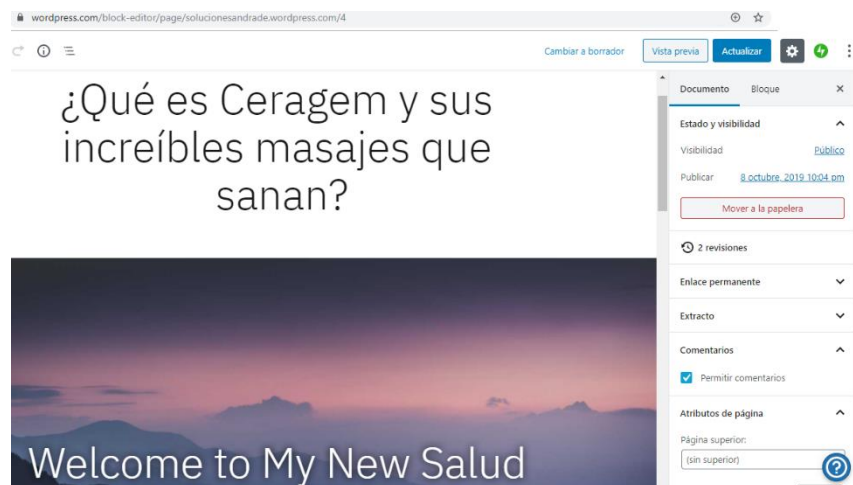 wordpress.com/block-editor/page/solucionesandrade.wordpress.com/4
Cambiar a borrador
Vista previa
Actualizar
¿Qué es Ceragem y sus
increíbles masajes que
sanan?
Welcome to My New Salud
Documento Bloque
Estado y visibilidad
Visibilidad Público
Publicar 8 octubre, 2019 10:04 pm
Mover a la papelera
2 revisiones
Enlace permanente
Extracto
Comentarios
Permitir comentarios
Atributos de página
Página superior:
(sin superior)